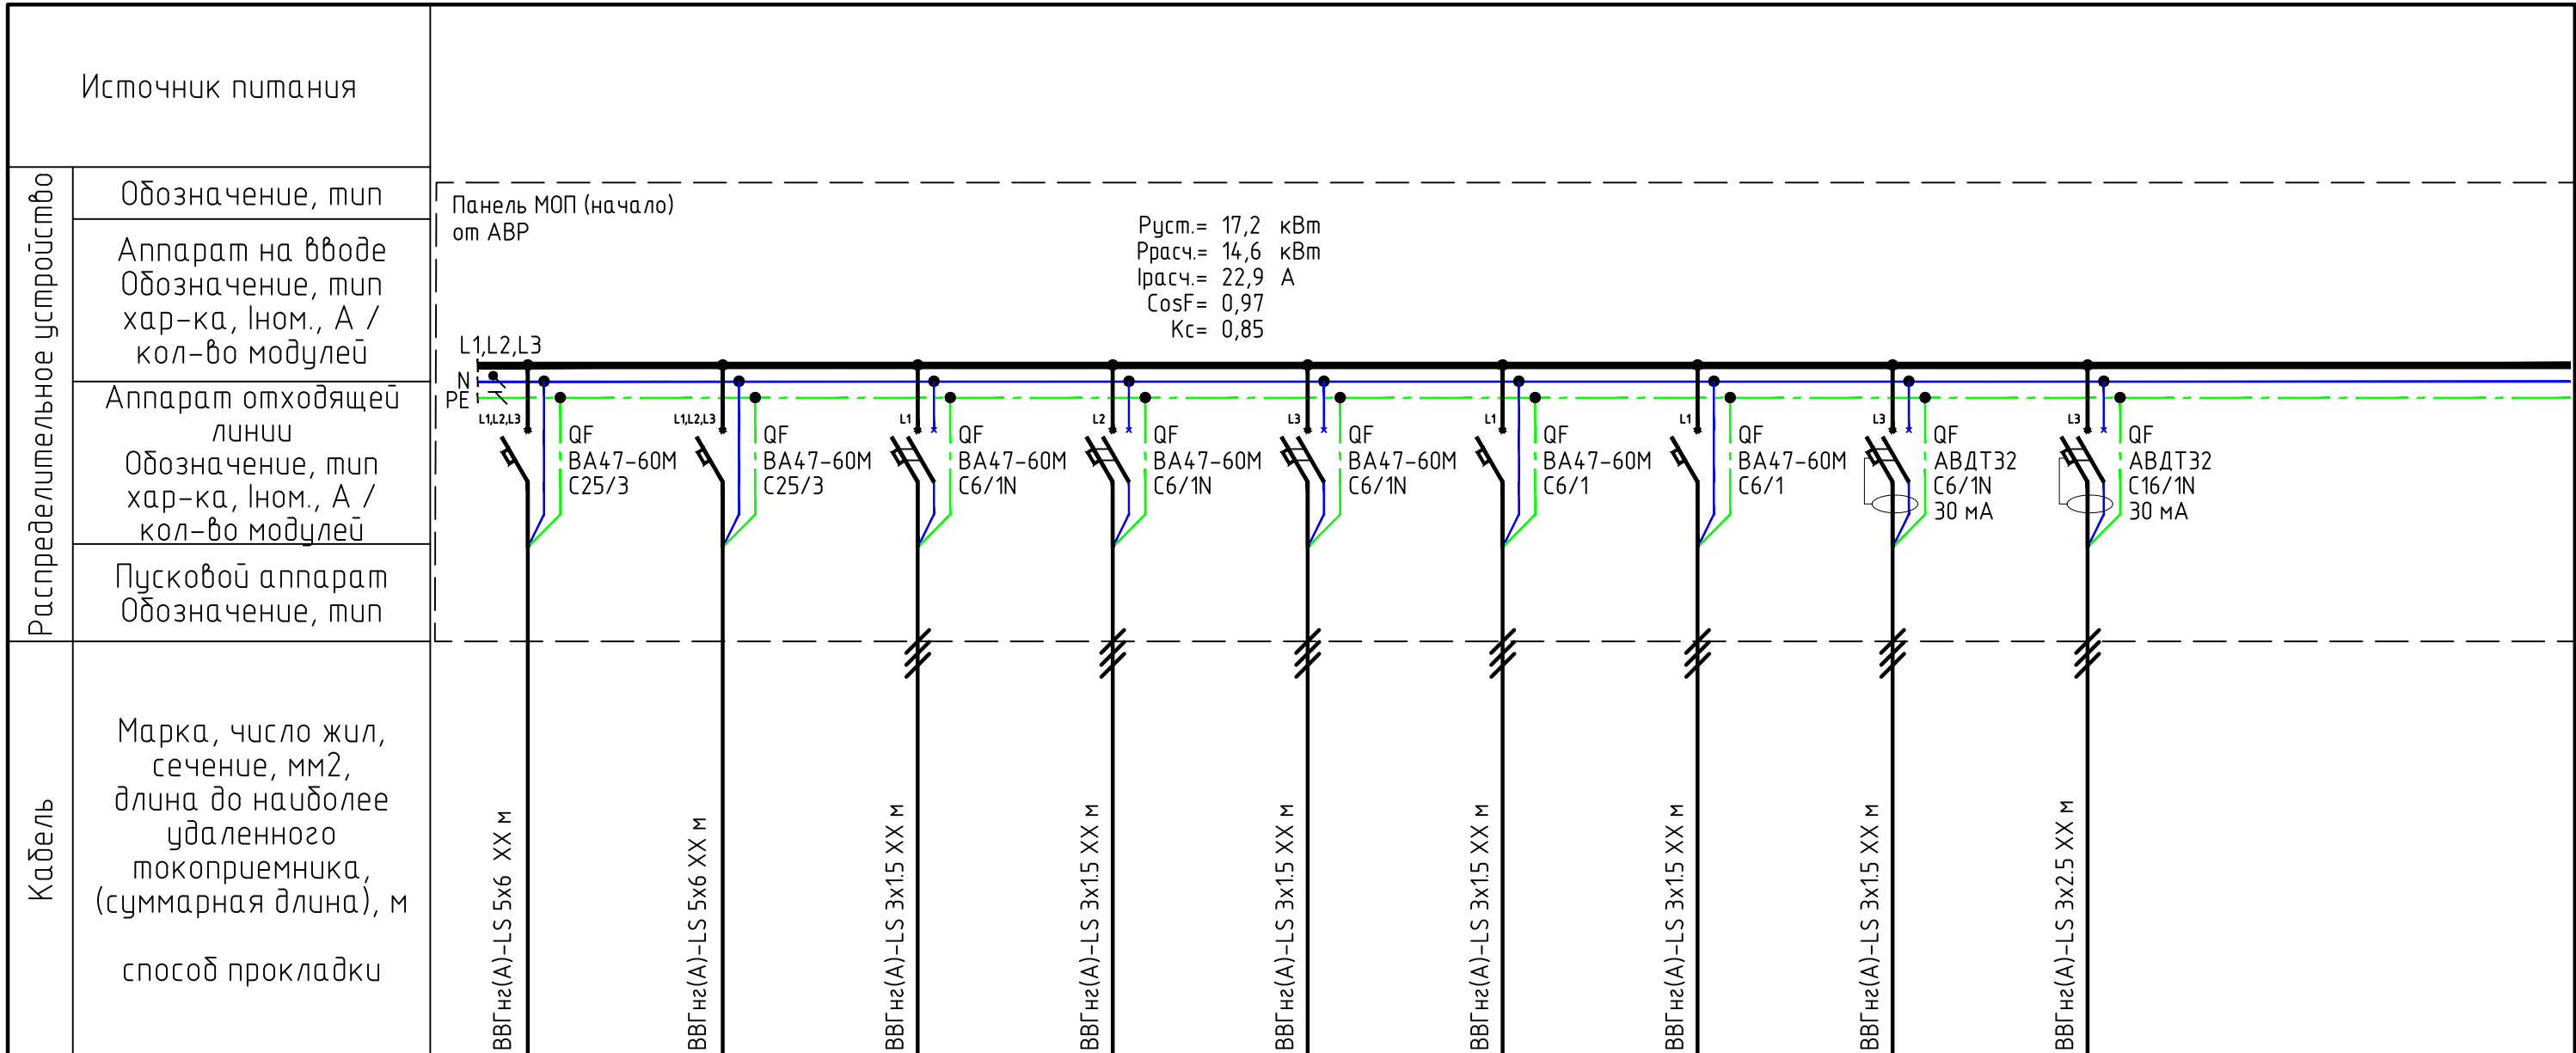 Источник питания
Распределительное устройство
Обозначение, тип
Аппарат на вводе
Обозначение, тип
хар-ка, Iном., А /
кол-во модулей
Аппарат отходящей
линии
Обозначение, тип
хар-ка, Iном., А /
кол-во модулей
Пусковой аппарат
Обозначение, тип
Кабель
Марка, число жил,
сечение, мм2,
длина до наиболее
удаленного
токоприемника,
(суммарная длина), м
способ прокладки
Панель МОП (начало)
от АВР
Руст.= 17,2 кВт
Ррасч.= 14,6 кВт
Iрасч.= 22,9 А
CosF= 0,97
Кс= 0,85
L1,L2,L3
N
PE
L1,L2,L3
QF
ВА47-60М
С25/3
L1,L2,L3
QF
ВА47-60М
С25/3
L1
QF
ВА47-60М
С6/1N
L2
QF
ВА47-60М
С6/1N
L3
QF
ВА47-60М
С6/1N
L1
QF
ВА47-60М
С6/1
L1
QF
ВА47-60М
С6/1
L3
QF
АВДТ32
С6/1N
30 мА
L3
QF
АВДТ32
С16/1N
30 мА
ВВГнг(А)-LS 5х6 ХХ м
ВВГнг(А)-LS 5х6 ХХ м
ВВГнг(А)-LS 3х1.5 ХХ м
ВВГнг(А)-LS 3х1.5 ХХ м
ВВГнг(А)-LS 3х1.5 ХХ м
ВВГнг(А)-LS 3х1.5 ХХ м
ВВГнг(А)-LS 3х1.5 ХХ м
ВВГнг(А)-LS 3х1.5 ХХ м
ВВГнг(А)-LS 3х2.5 ХХ м